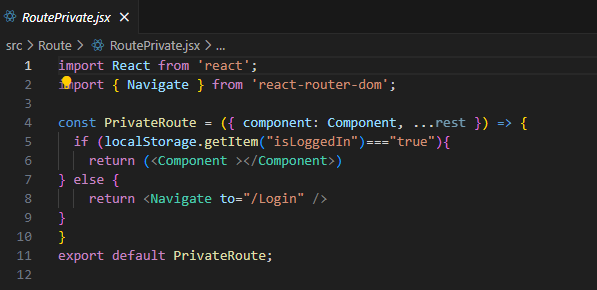 RoutePrivate.jsx ×
src > Route > RoutePrivate.jsx > ...
1 import React from 'react';
2 import { Navigate } from 'react-router-dom';
3
4 const PrivateRoute = ({ component: Component, ...rest }) => {
5   if (localStorage.getItem("isLoggedIn")==="true"){
6     return (<Component ></Component>)
7 } else {
8     return <Navigate to="/Login" />
9 }
10 }
11 export default PrivateRoute;
12